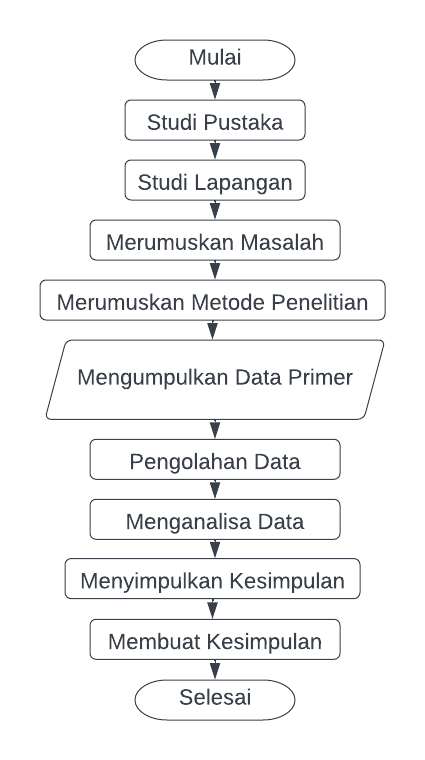 Mulai
Studi Pustaka
Studi Lapangan
Merumuskan Masalah
Merumuskan Metode Penelitian
Mengumpulkan Data Primer
Pengolahan Data
Menganalisa Data
Menyimpulkan Kesimpulan
Membuat Kesimpulan
Selesai